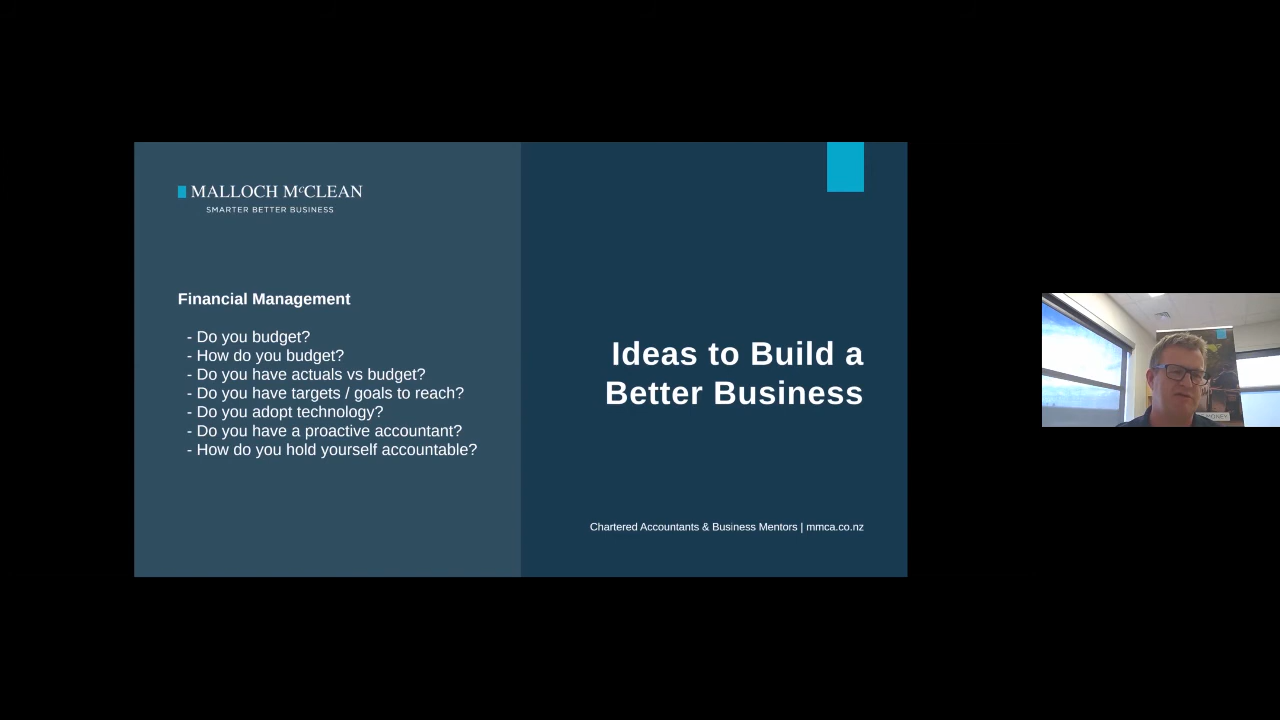 MALLOCH McCLEAN
SMARTER BETTER BUSINESS
Financial Management
- Do you budget?
- How do you budget?
- Do you have actuals vs budget?
- Do you have targets / goals to reach?
- Do you adopt technology?
- Do you have a proactive accountant?
- How do you hold yourself accountable?
Ideas to Build a
Better Business
Chartered Accountants & Business Mentors | mmca.co.nz